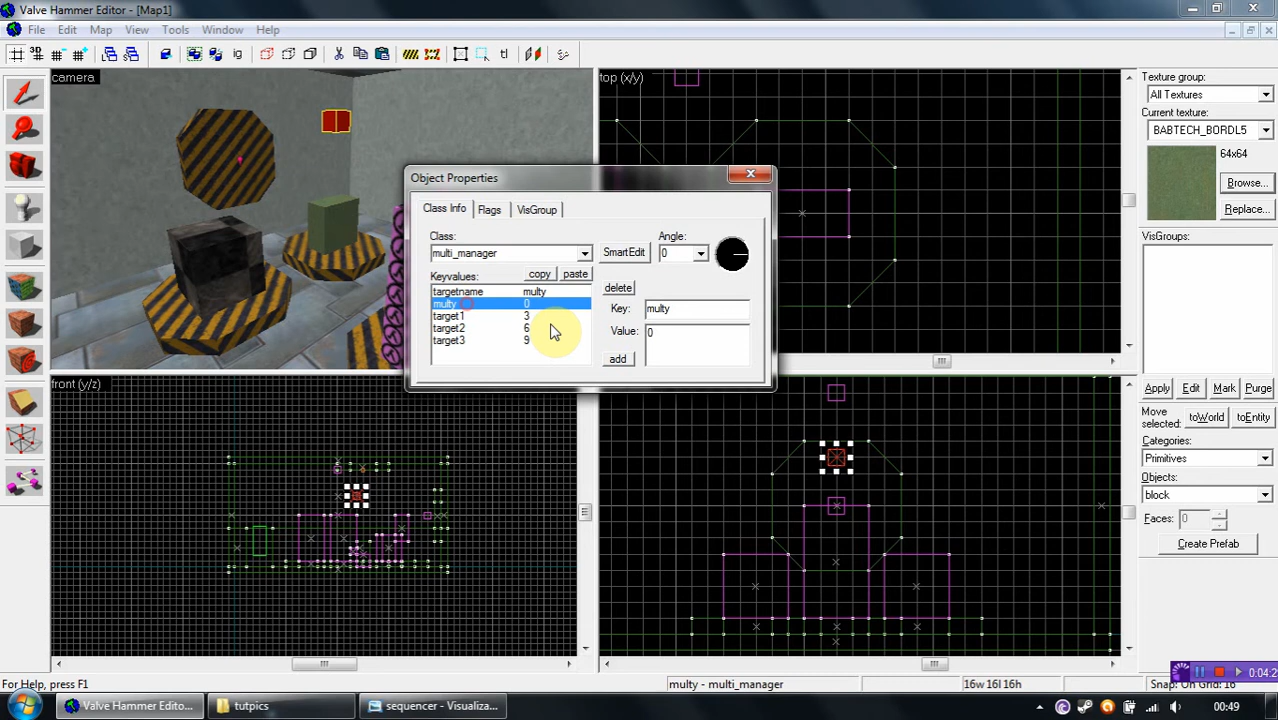 Valve Hammer Editor - [Map1]
File Edit Map View Tools Window Help
camera
top (x/y)
front (y/z)
Object Properties
Class Info Flags VisGroup
Class: Angle:
multi_manager SmartEdit 0
Keyvalues: copy paste
targetname multy delete
multy 0 Key: multy
target1 3
target2 6 Value: 0
target3 9
add
Texture group:
All Textures
Current texture:
BABTECH_BORDL5
64x64
Browse...
Replace...
VisGroups:
Apply Edit Mark Purge
Move selected: toWorld toEntity
Categories:
Primitives
Objects:
block
Faces: 0
Create Prefab
For Help, press F1 multy - multi_manager 16w 16l 16h Snap: On Grid: 16
Valve Hammer Edito... tutpics sequencer - Visualiza... 00:49